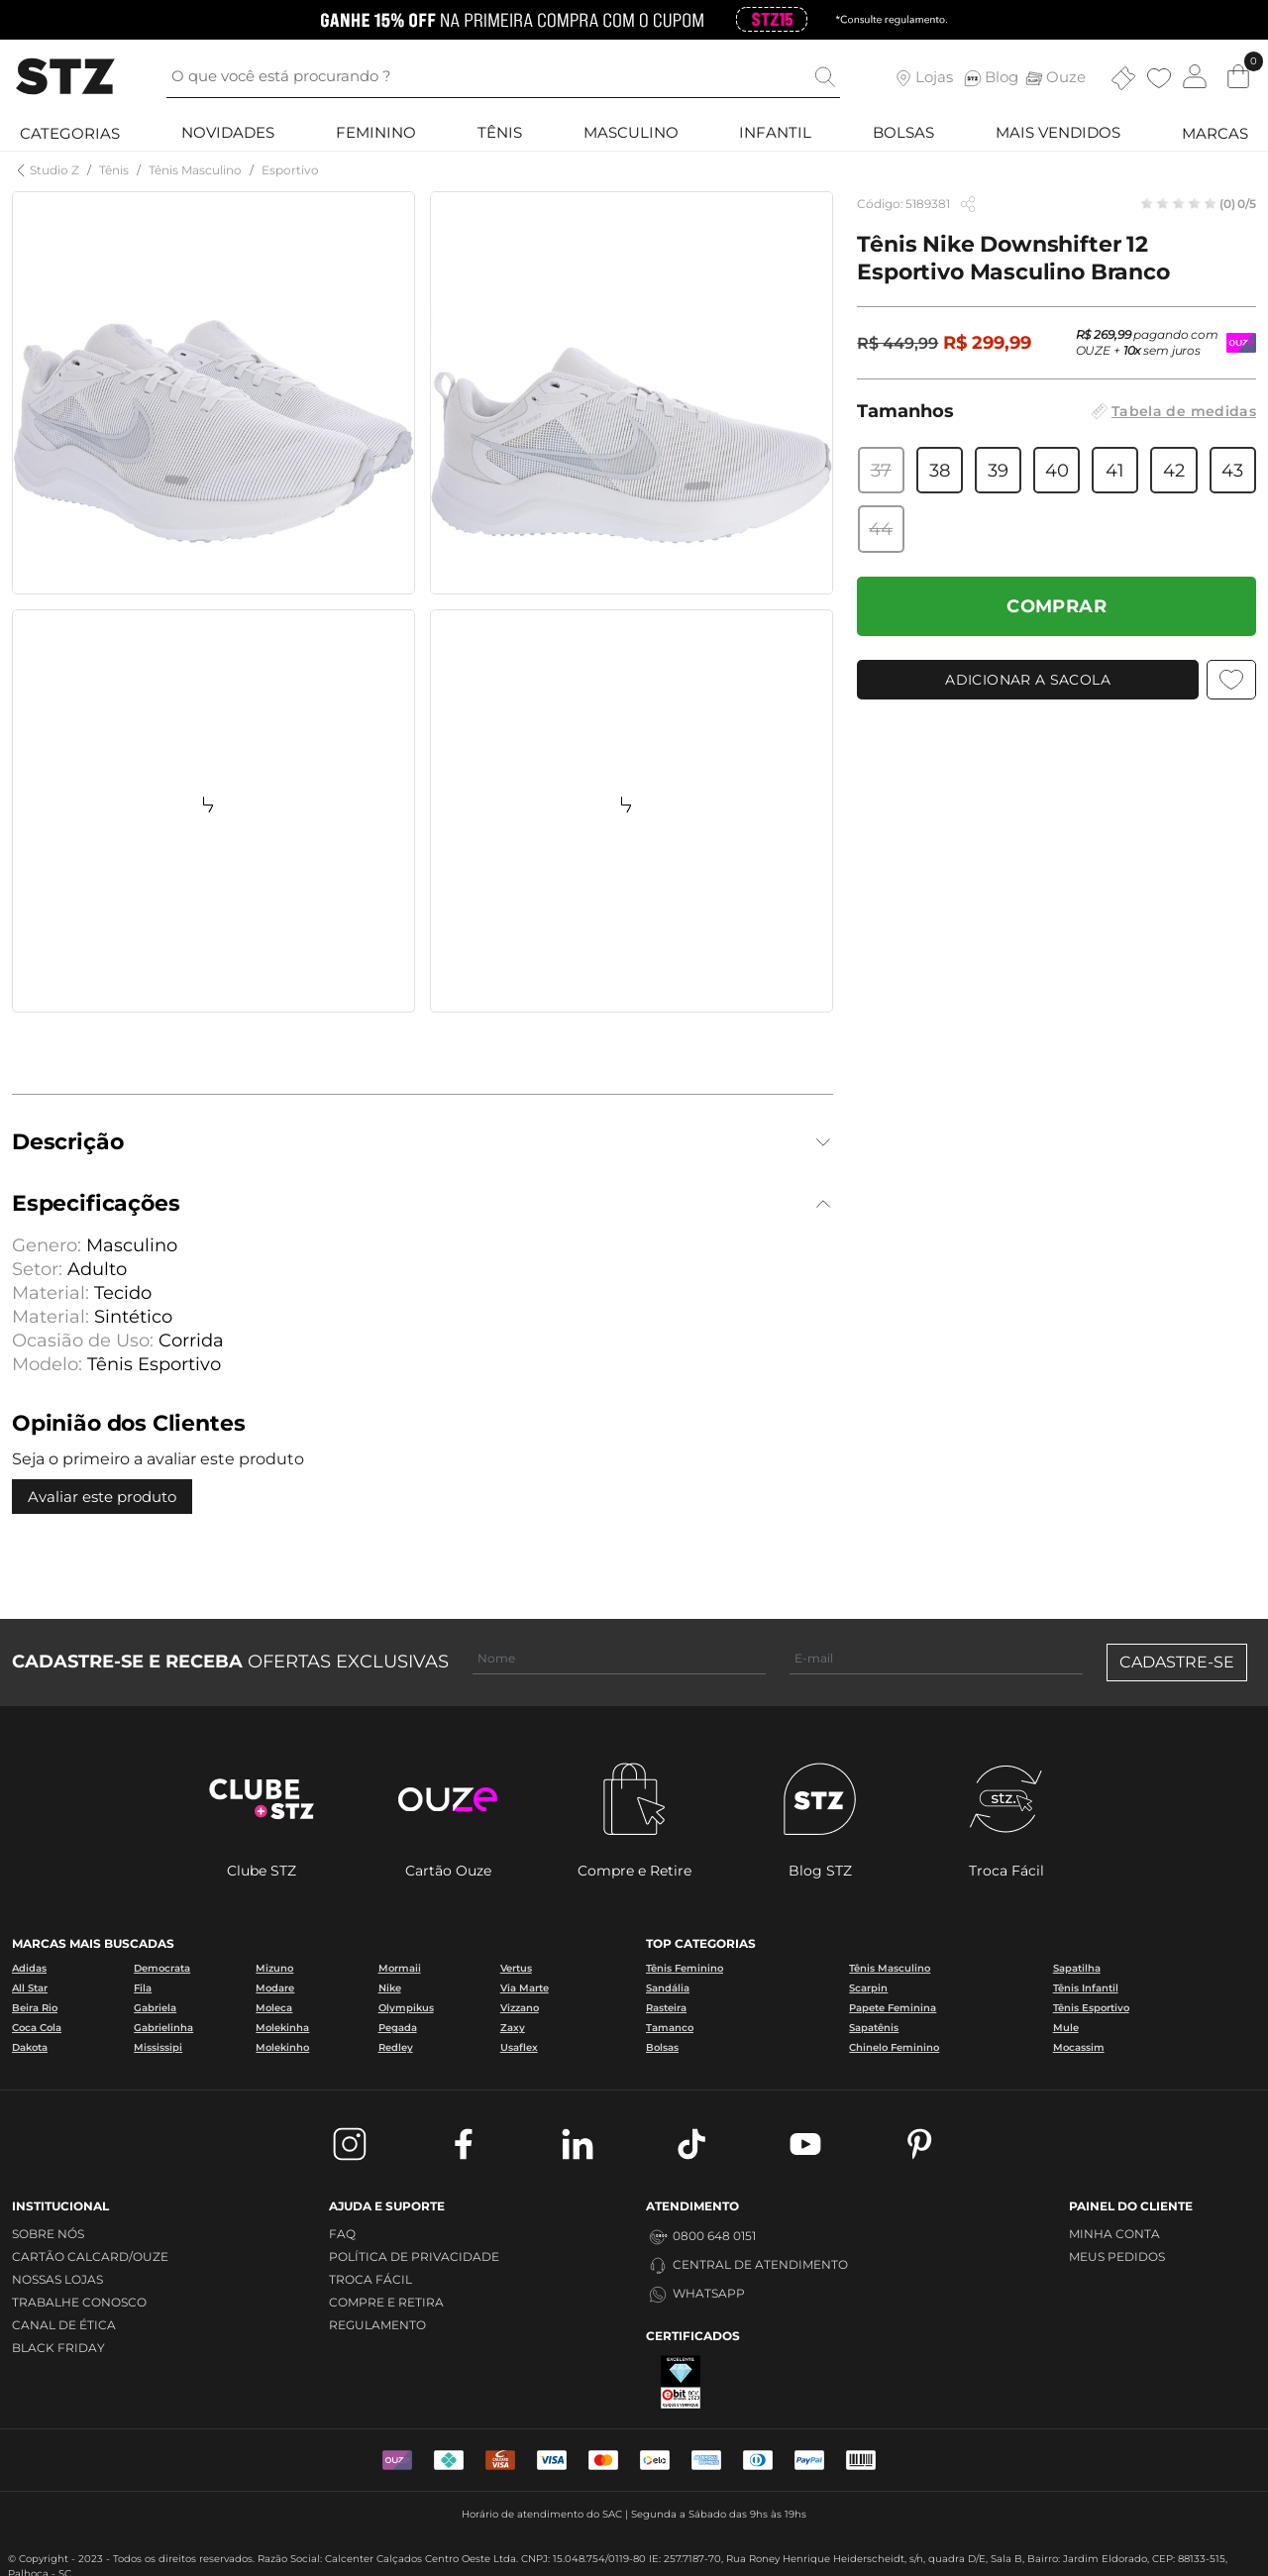 GANHE 15% OFF NA PRIMEIRA COMPRA COM O CUPOM STZ15 *Consulte regulamento.
STZ
O que você está procurando ?
Lojas
Blog
Ouze
0
CATEGORIAS NOVIDADES FEMININO TÊNIS MASCULINO INFANTIL BOLSAS MAIS VENDIDOS MARCAS
Studio Z / Tênis / Tênis Masculino / Esportivo
Código: 5189381
(0) 0/5
Tênis Nike Downshifter 12
Esportivo Masculino Branco
R$ 449,99 R$ 299,99
R$ 269,99 pagando com
OUZE + 10x sem juros
Tamanhos
Tabela de medidas
37 38 39 40 41 42 43
44
COMPRAR
ADICIONAR A SACOLA
Descrição
Especificações
Genero: Masculino
Setor: Adulto
Material: Tecido
Material: Sintético
Ocasião de Uso: Corrida
Modelo: Tênis Esportivo
Opinião dos Clientes
Seja o primeiro a avaliar este produto
Avaliar este produto
CADASTRE-SE E RECEBA OFERTAS EXCLUSIVAS
Nome
E-mail
CADASTRE-SE
CLUBE
+STZ
ouze
STZ
stz.
Clube STZ
Cartão Ouze
Compre e Retire
Blog STZ
Troca Fácil
MARCAS MAIS BUSCADAS
Adidas Democrata Mizuno Mormaii Vertus
All Star Fila Modare Nike Via Marte
Beira Rio Gabriela Moleca Olympikus Vizzano
Coca Cola Gabrielinha Molekinha Pegada Zaxy
Dakota Mississipi Molekinho Redley Usaflex
TOP CATEGORIAS
Tênis Feminino Tênis Masculino Sapatilha
Sandália Scarpin Tênis Infantil
Rasteira Papete Feminina Tênis Esportivo
Tamanco Sapatênis Mule
Bolsas Chinelo Feminino Mocassim
INSTITUCIONAL
SOBRE NÓS
CARTÃO CALCARD/OUZE
NOSSAS LOJAS
TRABALHE CONOSCO
CANAL DE ÉTICA
BLACK FRIDAY
AJUDA E SUPORTE
FAQ
POLÍTICA DE PRIVACIDADE
TROCA FÁCIL
COMPRE E RETIRA
REGULAMENTO
ATENDIMENTO
0800 648 0151
CENTRAL DE ATENDIMENTO
WHATSAPP
CERTIFICADOS
EXCELENTE
ebit
PAINEL DO CLIENTE
MINHA CONTA
MEUS PEDIDOS
VISA
elo
PayPal
Horário de atendimento do SAC | Segunda a Sábado das 9hs às 19hs
© Copyright - 2023 - Todos os direitos reservados. Razão Social: Calcenter Calçados Centro Oeste Ltda. CNPJ: 15.048.754/0119-80 IE: 257.7187-70, Rua Roney Henrique Heiderscheidt, s/n, quadra D/E, Sala B, Bairro: Jardim Eldorado, CEP: 88133-515,
Palhoça - SC